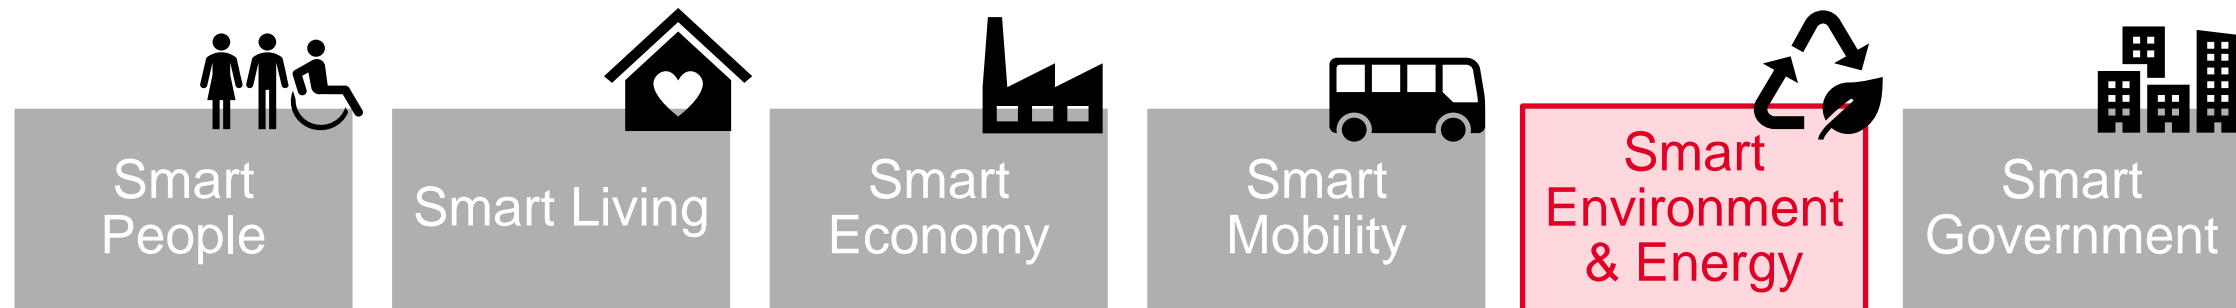 Smart
People
Smart Living
Smart
Economy
Smart
Mobility
Smart
Environment
& Energy
Smart
Government